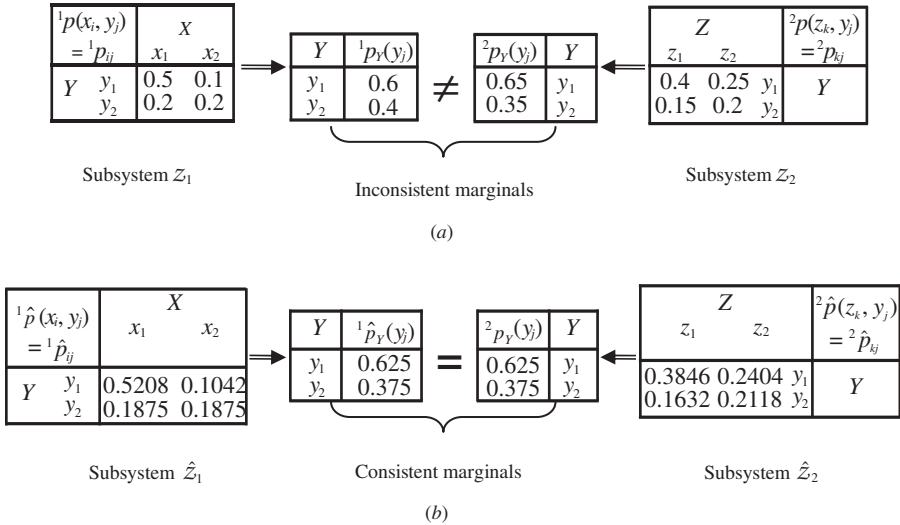 ¹p(xᵢ, yⱼ) X
= ¹pᵢⱼ x₁ x₂
Y y₁ 0.5 0.1
y₂ 0.2 0.2
Y ¹p_Y(yⱼ)
y₁ 0.6
y₂ 0.4
≠
²p_Y(yⱼ) Y
0.65 y₁
0.35 y₂
Z ²p(zₖ, yⱼ)
z₁ z₂ = ²pₖⱼ
0.4 0.25 y₁ Y
0.15 0.2 y₂
Subsystem Z₁
Inconsistent marginals
Subsystem Z₂
(a)
¹p̂(xᵢ, yⱼ) X
= ¹p̂ᵢⱼ x₁ x₂
Y y₁ 0.5208 0.1042
y₂ 0.1875 0.1875
Y ¹p̂_Y(yⱼ)
y₁ 0.625
y₂ 0.375
=
²p_Y(yⱼ) Y
0.625 y₁
0.375 y₂
Z ²p̂(zₖ, yⱼ)
z₁ z₂ = ²p̂ₖⱼ
0.3846 0.2404 y₁ Y
0.1632 0.2118 y₂
Subsystem Ẑ₁
Consistent marginals
Subsystem Ẑ₂
(b)